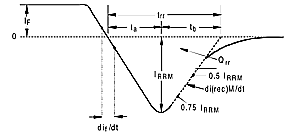 trr
IF
ta
tb
0
Qrr
IRRM
0.5 IRRM
di(rec)M/dt
0.75 IRRM
dif/dt